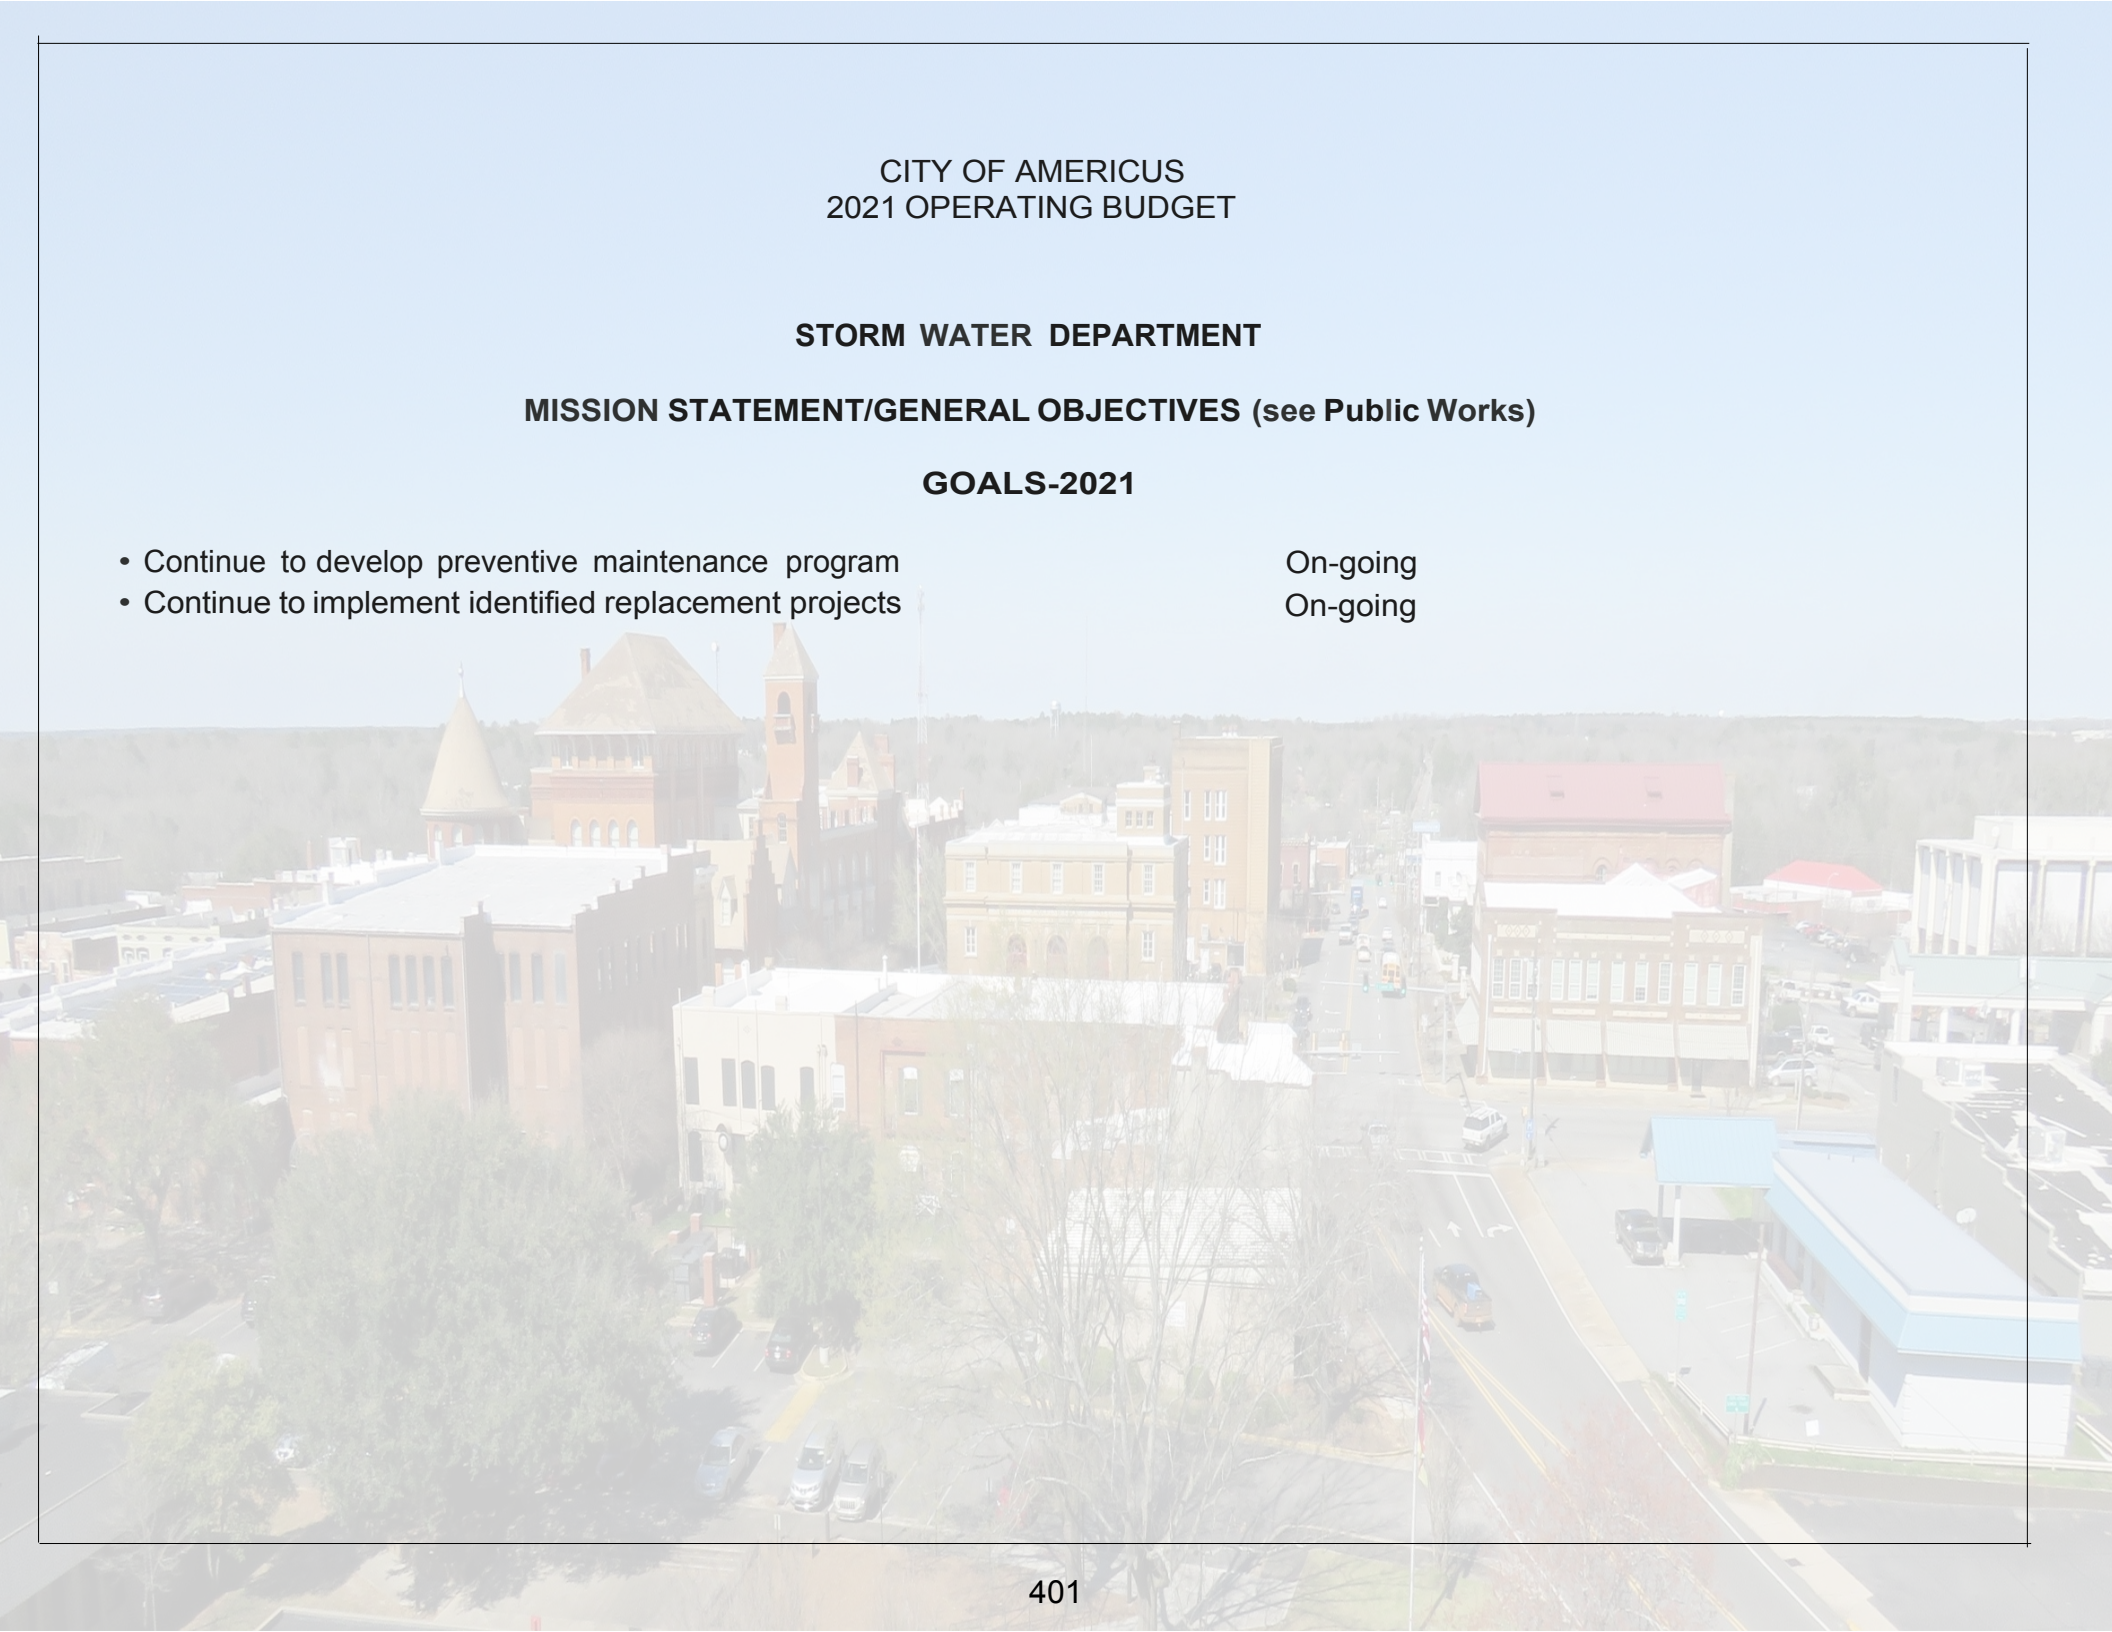 CITY OF AMERICUS
2021 OPERATING BUDGET
STORM WATER DEPARTMENT
MISSION STATEMENT/GENERAL OBJECTIVES (see Public Works)
GOALS-2021
• Continue to develop preventive maintenance program On-going
• Continue to implement identified replacement projects On-going
401